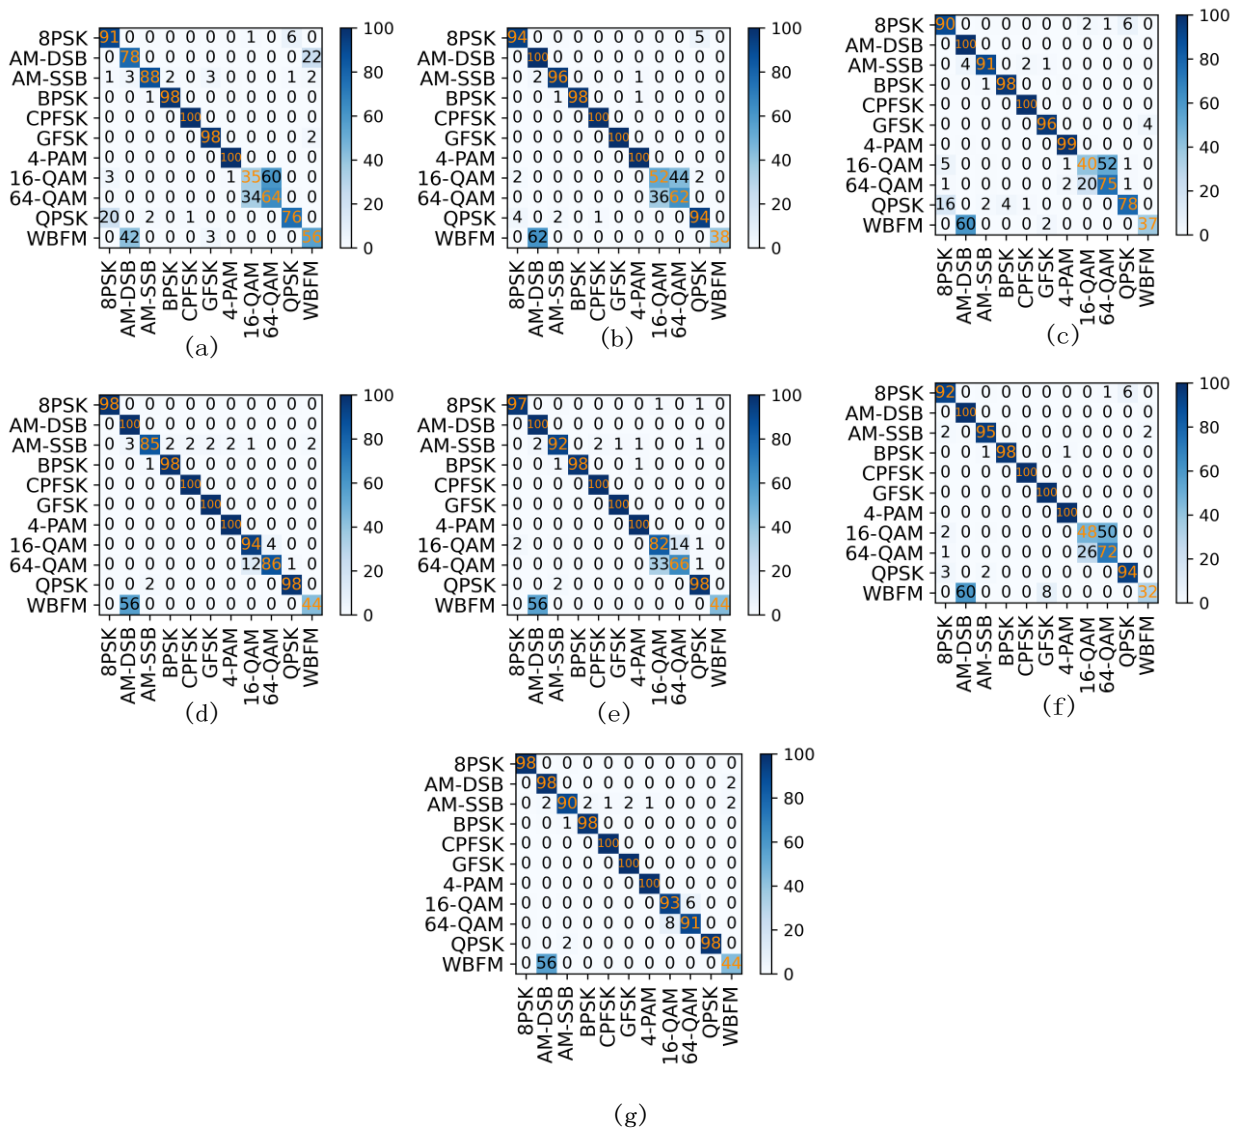 8PSK 91 0 0 0 0 0 0 1 0 6 0
AM-DSB 0 78 0 0 0 0 0 0 0 0 22
AM-SSB 1 3 88 2 0 3 0 0 0 1 2
BPSK 0 0 1 98 0 0 0 0 0 0 0
CPFSK 0 0 0 0 100 0 0 0 0 0 0
GFSK 0 0 0 0 0 98 0 0 0 0 2
4-PAM 0 0 0 0 0 0 100 0 0 0 0
16-QAM 3 0 0 0 0 0 1 35 60 0 0
64-QAM 0 0 0 0 0 0 0 34 64 0 0
QPSK 20 0 2 0 1 0 0 0 0 76 0
WBFM 0 42 0 0 0 3 0 0 0 0 56
8PSK AM-DSB AM-SSB BPSK CPFSK GFSK 4-PAM 16-QAM 64-QAM QPSK WBFM
100 80 60 40 20 0
(a)
8PSK 94 0 0 0 0 0 0 0 0 5 0
AM-DSB 0 100 0 0 0 0 0 0 0 0 0
AM-SSB 0 2 96 0 0 0 1 0 0 0 0
BPSK 0 0 1 98 0 0 1 0 0 0 0
CPFSK 0 0 0 0 100 0 0 0 0 0 0
GFSK 0 0 0 0 0 100 0 0 0 0 0
4-PAM 0 0 0 0 0 0 100 0 0 0 0
16-QAM 2 0 0 0 0 0 0 52 44 2 0
64-QAM 0 0 0 0 0 0 0 36 62 0 0
QPSK 4 0 2 0 1 0 0 0 0 94 0
WBFM 0 62 0 0 0 0 0 0 0 0 38
8PSK AM-DSB AM-SSB BPSK CPFSK GFSK 4-PAM 16-QAM 64-QAM QPSK WBFM
100 80 60 40 20 0
(b)
8PSK 90 0 0 0 0 0 0 2 1 6 0
AM-DSB 0 100 0 0 0 0 0 0 0 0 0
AM-SSB 0 4 91 0 2 1 0 0 0 0 0
BPSK 0 0 1 98 0 0 0 0 0 0 0
CPFSK 0 0 0 0 100 0 0 0 0 0 0
GFSK 0 0 0 0 0 96 0 0 0 0 4
4-PAM 0 0 0 0 0 0 99 0 0 0 0
16-QAM 5 0 0 0 0 0 1 40 52 1 0
64-QAM 1 0 0 0 0 0 2 20 75 1 0
QPSK 16 0 2 4 1 0 0 0 0 78 0
WBFM 0 60 0 0 0 2 0 0 0 0 37
8PSK AM-DSB AM-SSB BPSK CPFSK GFSK 4-PAM 16-QAM 64-QAM QPSK WBFM
100 80 60 40 20 0
(c)
8PSK 98 0 0 0 0 0 0 0 0 0 0
AM-DSB 0 100 0 0 0 0 0 0 0 0 0
AM-SSB 0 3 85 2 2 2 2 1 0 0 2
BPSK 0 0 1 98 0 0 0 0 0 0 0
CPFSK 0 0 0 0 100 0 0 0 0 0 0
GFSK 0 0 0 0 0 100 0 0 0 0 0
4-PAM 0 0 0 0 0 0 100 0 0 0 0
16-QAM 0 0 0 0 0 0 0 94 4 0 0
64-QAM 0 0 0 0 0 0 0 12 86 1 0
QPSK 0 0 2 0 0 0 0 0 0 98 0
WBFM 0 56 0 0 0 0 0 0 0 0 44
8PSK AM-DSB AM-SSB BPSK CPFSK GFSK 4-PAM 16-QAM 64-QAM QPSK WBFM
100 80 60 40 20 0
(d)
8PSK 97 0 0 0 0 0 0 1 0 1 0
AM-DSB 0 100 0 0 0 0 0 0 0 0 0
AM-SSB 0 2 92 0 2 1 1 0 0 1 0
BPSK 0 0 1 98 0 0 1 0 0 0 0
CPFSK 0 0 0 0 100 0 0 0 0 0 0
GFSK 0 0 0 0 0 100 0 0 0 0 0
4-PAM 0 0 0 0 0 0 100 0 0 0 0
16-QAM 2 0 0 0 0 0 0 82 14 1 0
64-QAM 0 0 0 0 0 0 0 33 66 1 0
QPSK 0 0 2 0 0 0 0 0 0 98 0
WBFM 0 56 0 0 0 0 0 0 0 0 44
8PSK AM-DSB AM-SSB BPSK CPFSK GFSK 4-PAM 16-QAM 64-QAM QPSK WBFM
100 80 60 40 20 0
(e)
8PSK 92 0 0 0 0 0 0 0 1 6 0
AM-DSB 0 100 0 0 0 0 0 0 0 0 0
AM-SSB 2 0 95 0 0 0 0 0 0 0 2
BPSK 0 0 1 98 0 0 1 0 0 0 0
CPFSK 0 0 0 0 100 0 0 0 0 0 0
GFSK 0 0 0 0 0 100 0 0 0 0 0
4-PAM 0 0 0 0 0 0 100 0 0 0 0
16-QAM 2 0 0 0 0 0 0 48 50 0 0
64-QAM 1 0 0 0 0 0 0 26 72 0 0
QPSK 3 0 2 0 0 0 0 0 0 94 0
WBFM 0 60 0 0 0 8 0 0 0 0 32
8PSK AM-DSB AM-SSB BPSK CPFSK GFSK 4-PAM 16-QAM 64-QAM QPSK WBFM
100 80 60 40 20 0
(f)
8PSK 98 0 0 0 0 0 0 0 0 0 0
AM-DSB 0 98 0 0 0 0 0 0 0 0 2
AM-SSB 0 2 90 2 1 2 1 0 0 0 2
BPSK 0 0 1 98 0 0 0 0 0 0 0
CPFSK 0 0 0 0 100 0 0 0 0 0 0
GFSK 0 0 0 0 0 100 0 0 0 0 0
4-PAM 0 0 0 0 0 0 100 0 0 0 0
16-QAM 0 0 0 0 0 0 0 93 6 0 0
64-QAM 0 0 0 0 0 0 0 8 91 0 0
QPSK 0 0 2 0 0 0 0 0 0 98 0
WBFM 0 56 0 0 0 0 0 0 0 0 44
8PSK AM-DSB AM-SSB BPSK CPFSK GFSK 4-PAM 16-QAM 64-QAM QPSK WBFM
100 80 60 40 20 0
(g)